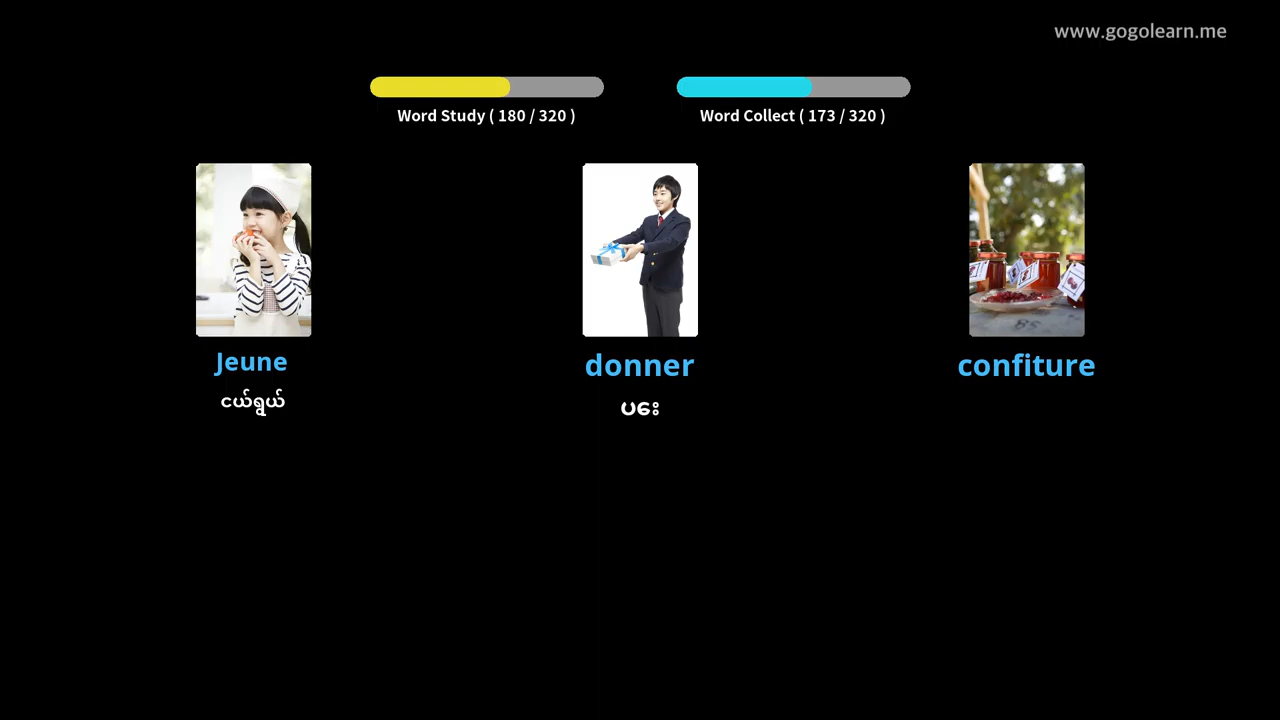 www.gogolearn.me
Word Study ( 180 / 320 )
Word Collect ( 173 / 320 )
Jeune
donner
confiture
ငယ်ရွယ်
ပေး